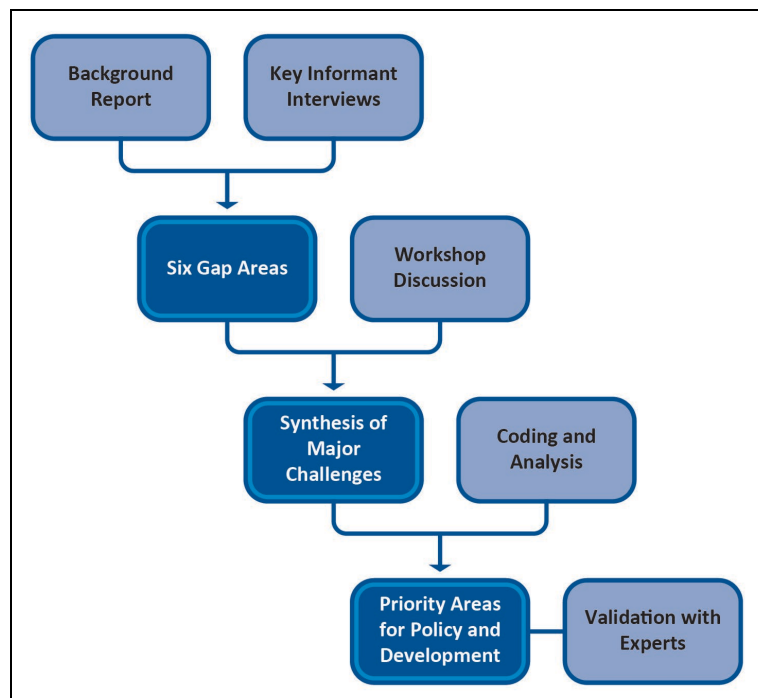 Background
Report
Key Informant
Interviews
Six Gap Areas
Workshop
Discussion
Synthesis of
Major
Challenges
Coding and
Analysis
Priority Areas
for Policy and
Development
Validation with
Experts